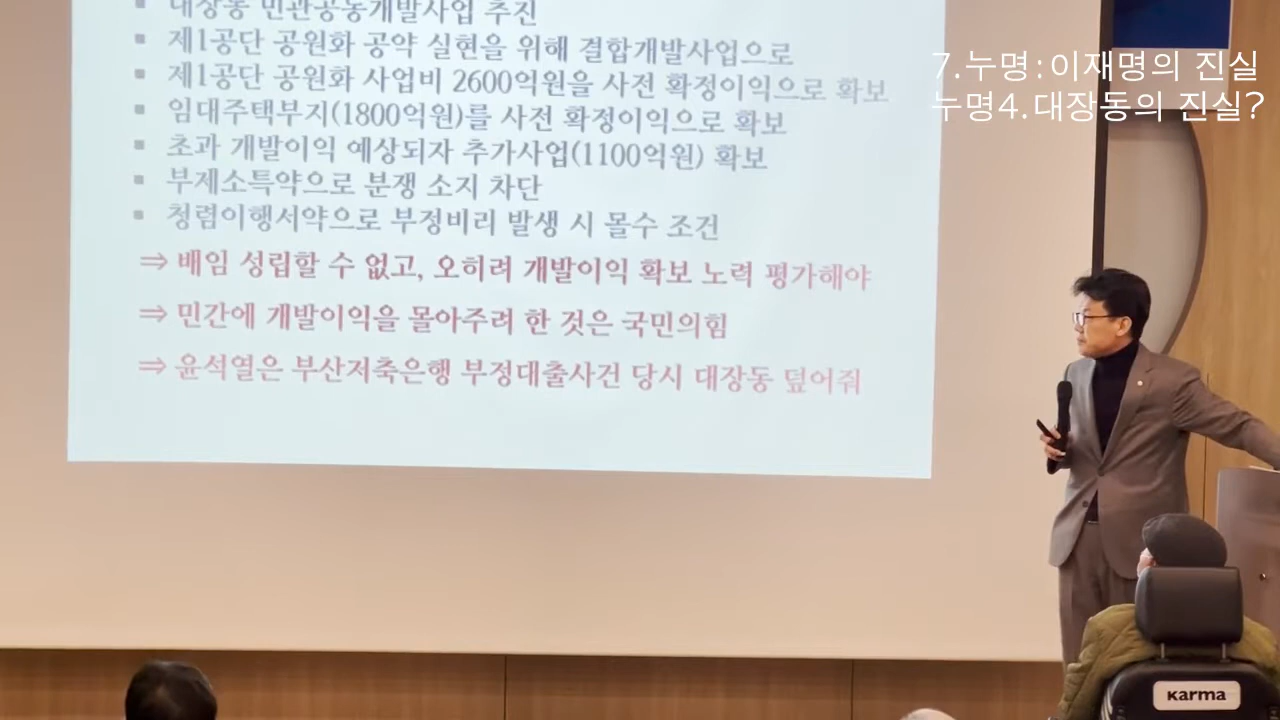 대장동 민관공동개발사업 추진
▪ 제1공단 공원화 공약 실현을 위해 결합개발사업으로
▪ 제1공단 공원화 사업비 2600억원을 사전 확정이익으로 확보
▪ 임대주택부지(1800억원)를 사전 확정이익으로 확보
▪ 초과 개발이익 예상되자 추가사업(1100억원) 확보
▪ 부제소특약으로 분쟁 소지 차단
▪ 청렴이행서약으로 부정비리 발생 시 몰수 조건
⇒ 배임 성립할 수 없고, 오히려 개발이익 확보 노력 평가해야
⇒ 민간에 개발이익을 몰아주려 한 것은 국민의힘
⇒ 윤석열은 부산저축은행 부정대출사건 당시 대장동 덮어줘
7.누명:이재명의 진실
누명4.대장동의 진실?
karma